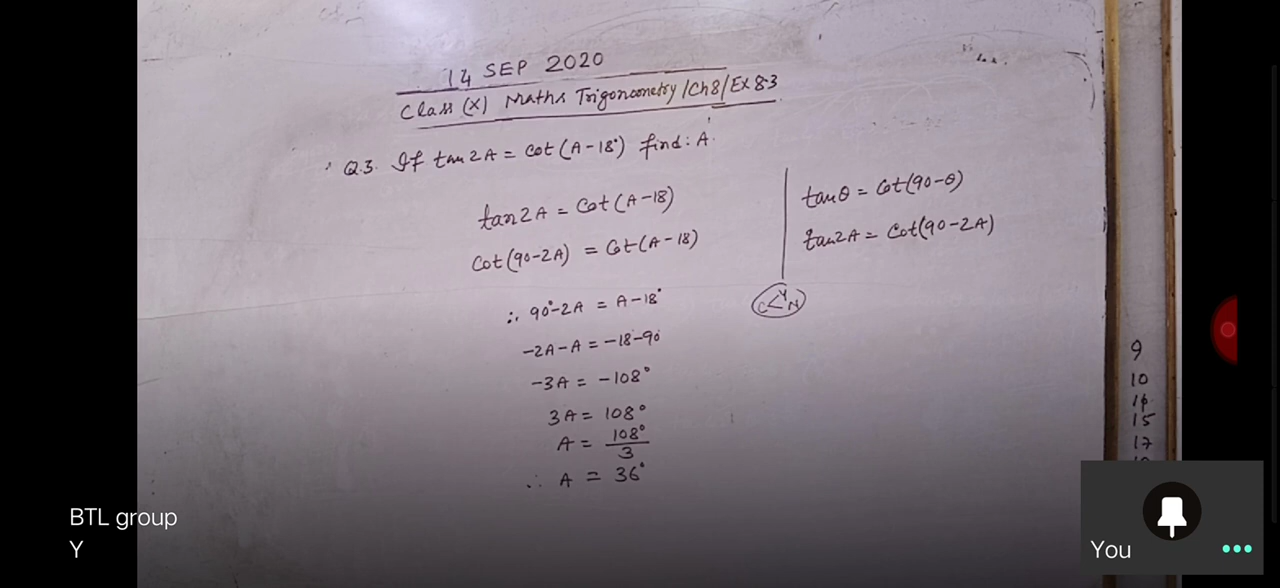 14 SEP 2020
Class (X) Maths Trigonometry /Ch8/Ex 8.3
Q.3. If tan 2A = Cot (A-18°) find: A.
tan 2A = Cot (A-18)
Cot (90-2A) = Cot (A-18)
∴ 90°-2A = A-18°
-2A-A = -18-90
-3A = -108°
3A = 108°
A = 108°/3
∴ A = 36°
tanθ = Cot(90-θ)
tan2A = Cot(90-2A)
C < Y N
9
10
15
17
BTL group
Y
You